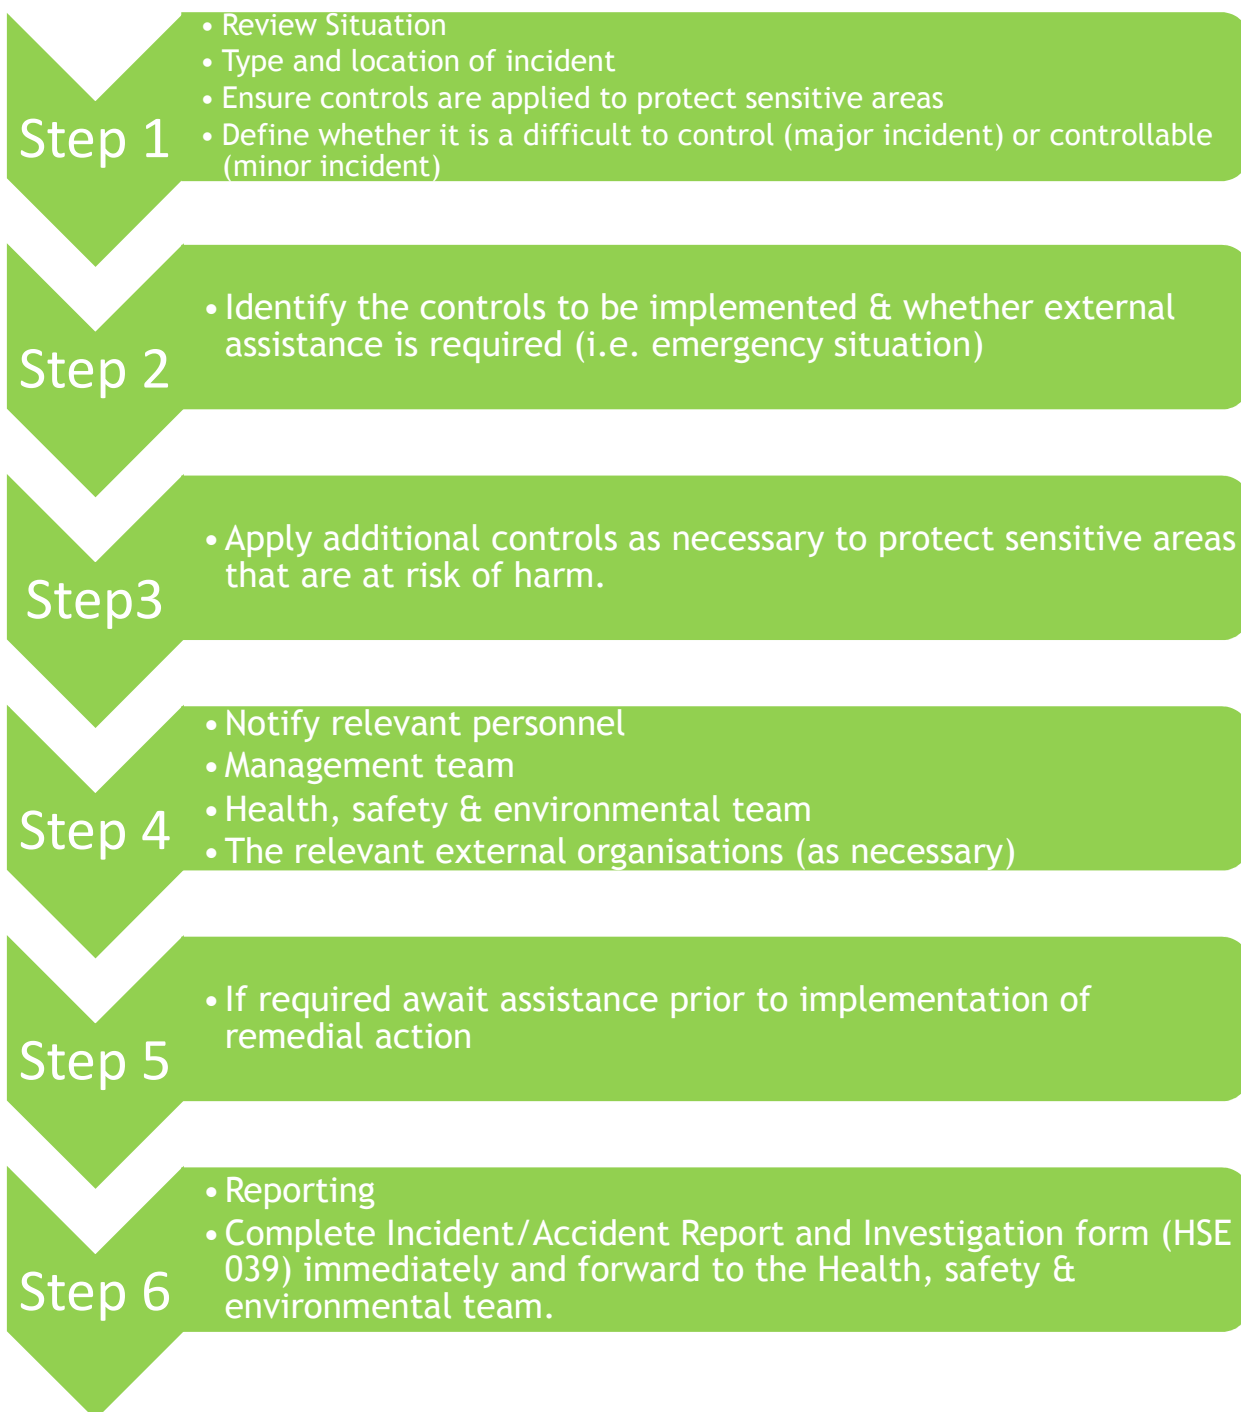 Step 1
• Review Situation
• Type and location of incident
• Ensure controls are applied to protect sensitive areas
• Define whether it is a difficult to control (major incident) or controllable
(minor incident)
Step 2
• Identify the controls to be implemented & whether external
assistance is required (i.e. emergency situation)
Step3
• Apply additional controls as necessary to protect sensitive areas
that are at risk of harm.
Step 4
• Notify relevant personnel
• Management team
• Health, safety & environmental team
• The relevant external organisations (as necessary)
Step 5
• If required await assistance prior to implementation of
remedial action
Step 6
• Reporting
• Complete Incident/Accident Report and Investigation form (HSE
039) immediately and forward to the Health, safety &
environmental team.